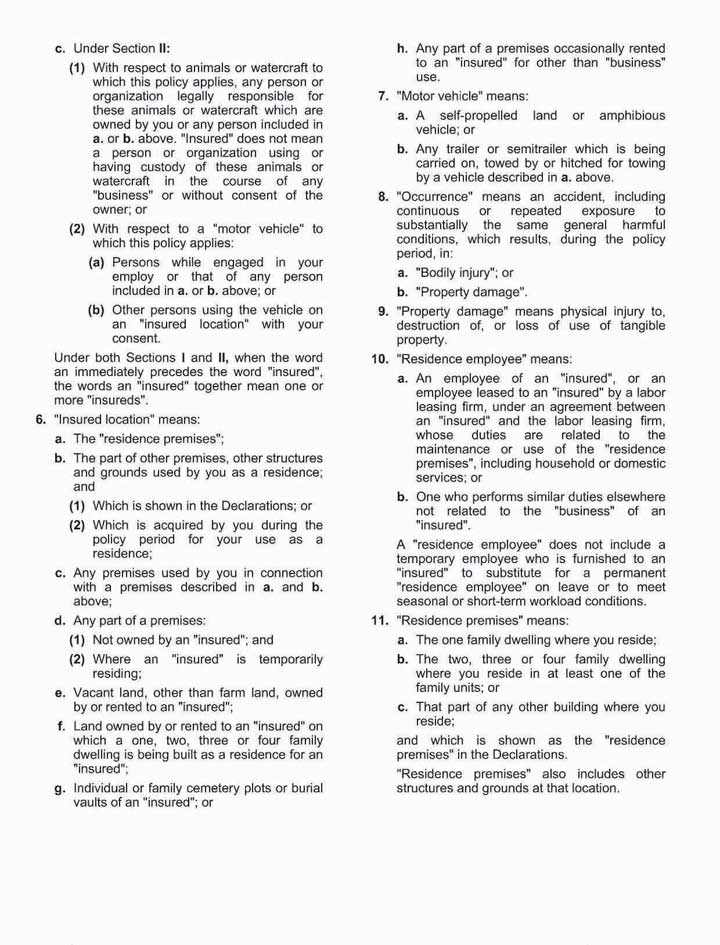 c. Under Section II:
(1) With respect to animals or watercraft to
which this policy applies, any person or
organization legally responsible for
these animals or watercraft which are
owned by you or any person included in
a. or b. above. "Insured" does not mean
a person or organization using or
having custody of these animals or
watercraft in the course of any
"business" or without consent of the
owner; or
(2) With respect to a "motor vehicle" to
which this policy applies:
(a) Persons while engaged in your
employ or that of any person
included in a. or b. above; or
(b) Other persons using the vehicle on
an "insured location" with your
consent.
Under both Sections I and II, when the word
an immediately precedes the word "insured",
the words an "insured" together mean one or
more "insureds".
6. "Insured location" means:
a. The "residence premises";
b. The part of other premises, other structures
and grounds used by you as a residence;
and
(1) Which is shown in the Declarations; or
(2) Which is acquired by you during the
policy period for your use as a
residence;
c. Any premises used by you in connection
with a premises described in a. and b.
above;
d. Any part of a premises:
(1) Not owned by an "insured"; and
(2) Where an "insured" is temporarily
residing;
e. Vacant land, other than farm land, owned
by or rented to an "insured";
f. Land owned by or rented to an "insured" on
which a one, two, three or four family
dwelling is being built as a residence for an
"insured";
g. Individual or family cemetery plots or burial
vaults of an "insured"; or
h. Any part of a premises occasionally rented
to an "insured" for other than "business"
use.
7. "Motor vehicle" means:
a. A self-propelled land or amphibious
vehicle; or
b. Any trailer or semitrailer which is being
carried on, towed by or hitched for towing
by a vehicle described in a. above.
8. "Occurrence" means an accident, including
continuous or repeated exposure to
substantially the same general harmful
conditions, which results, during the policy
period, in:
a. "Bodily injury"; or
b. "Property damage".
9. "Property damage" means physical injury to,
destruction of, or loss of use of tangible
property.
10. "Residence employee" means:
a. An employee of an "insured", or an
employee leased to an "insured" by a labor
leasing firm, under an agreement between
an "insured" and the labor leasing firm,
whose duties are related to the
maintenance or use of the "residence
premises", including household or domestic
services; or
b. One who performs similar duties elsewhere
not related to the "business" of an
"insured".
A "residence employee" does not include a
temporary employee who is furnished to an
"insured" to substitute for a permanent
"residence employee" on leave or to meet
seasonal or short-term workload conditions.
11. "Residence premises" means:
a. The one family dwelling where you reside;
b. The two, three or four family dwelling
where you reside in at least one of the
family units; or
c. That part of any other building where you
reside;
and which is shown as the "residence
premises" in the Declarations.
"Residence premises" also includes other
structures and grounds at that location.